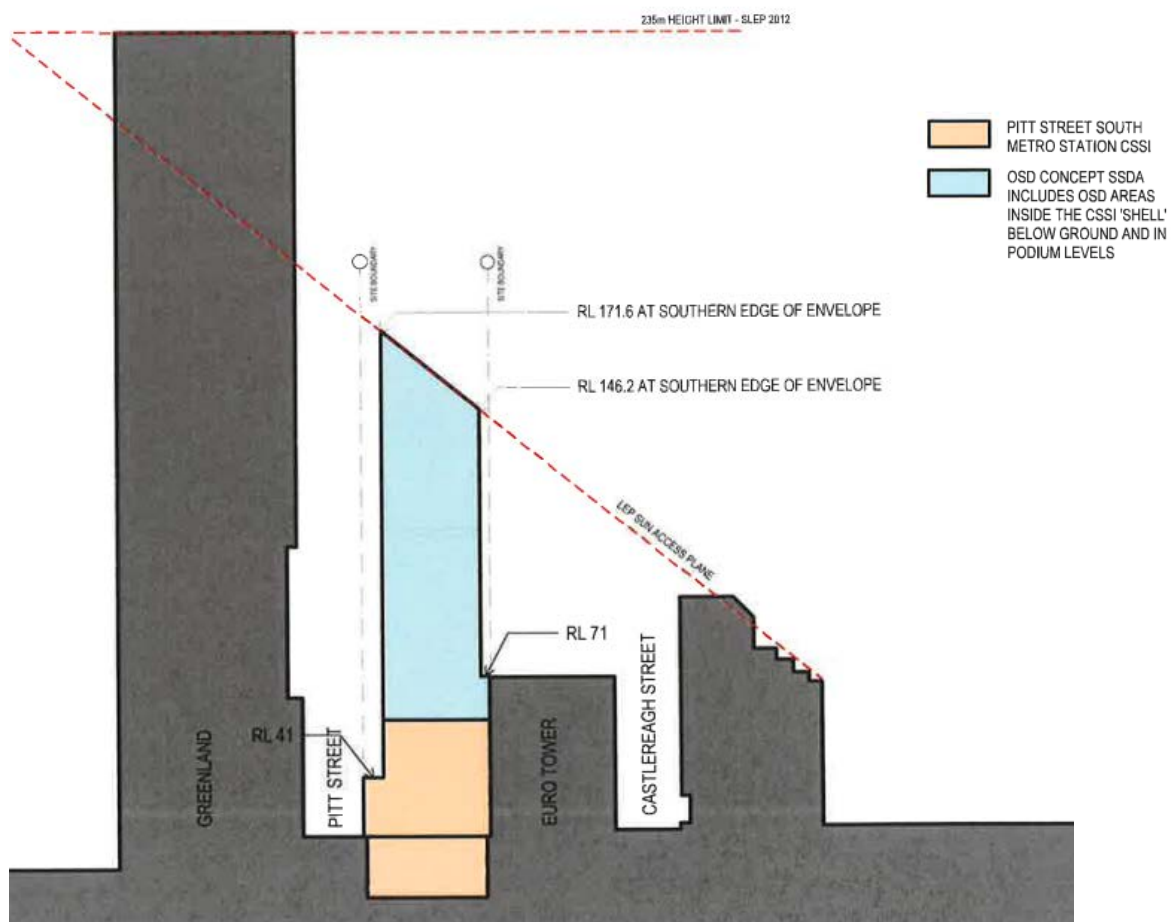 235m HEIGHT LIMIT - SLEP 2012
PITT STREET SOUTH
METRO STATION CSSI
OSD CONCEPT SSDA
INCLUDES OSD AREAS
INSIDE THE CSSI 'SHELL'
BELOW GROUND AND IN
PODIUM LEVELS
SITE BOUNDARY
SITE BOUNDARY
RL 171.6 AT SOUTHERN EDGE OF ENVELOPE
RL 146.2 AT SOUTHERN EDGE OF ENVELOPE
LEP SUN ACCESS PLANE
RL 71
RL 41
GREENLAND
PITT STREET
EURO TOWER
CASTLEREAGH STREET